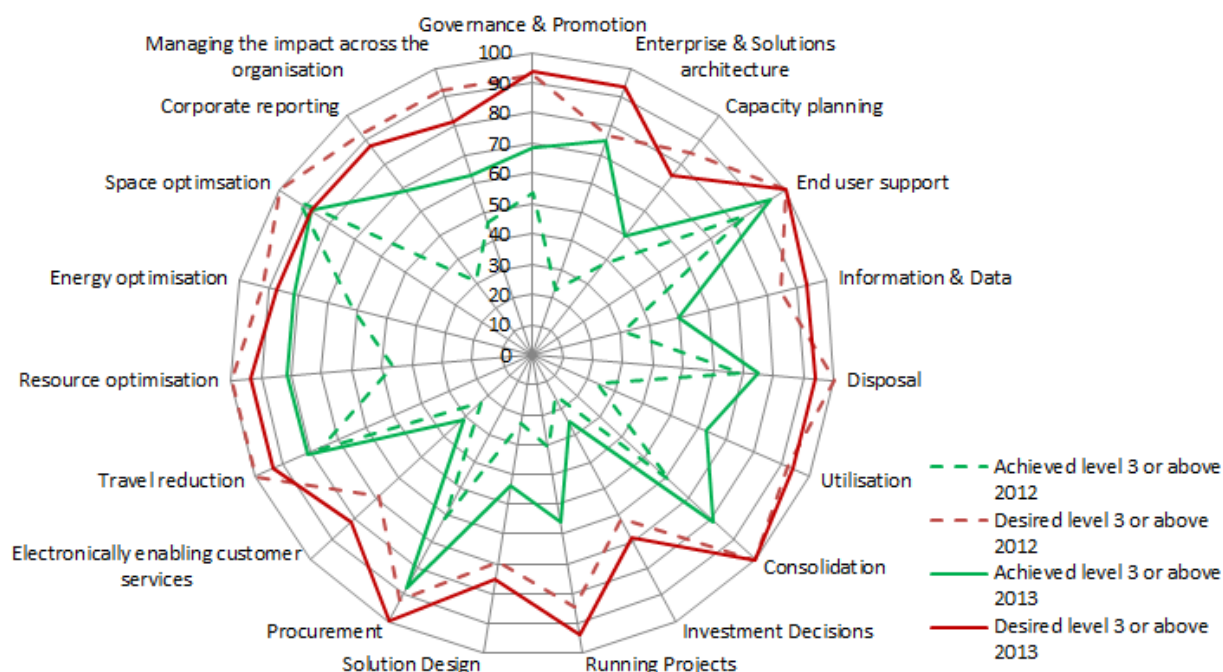 Governance & Promotion
Managing the impact across the
organisation
Enterprise & Solutions
architecture
Corporate reporting
Capacity planning
Space optimsation
End user support
Energy optimisation
Information & Data
Resource optimisation
Disposal
Travel reduction
Utilisation
Electronically enabling customer
services
Consolidation
Procurement
Investment Decisions
Solution Design
Running Projects
100
90
80
70
60
50
40
30
20
10
0
Achieved level 3 or above
2012
Desired level 3 or above
2012
Achieved level 3 or above
2013
Desired level 3 or above
2013